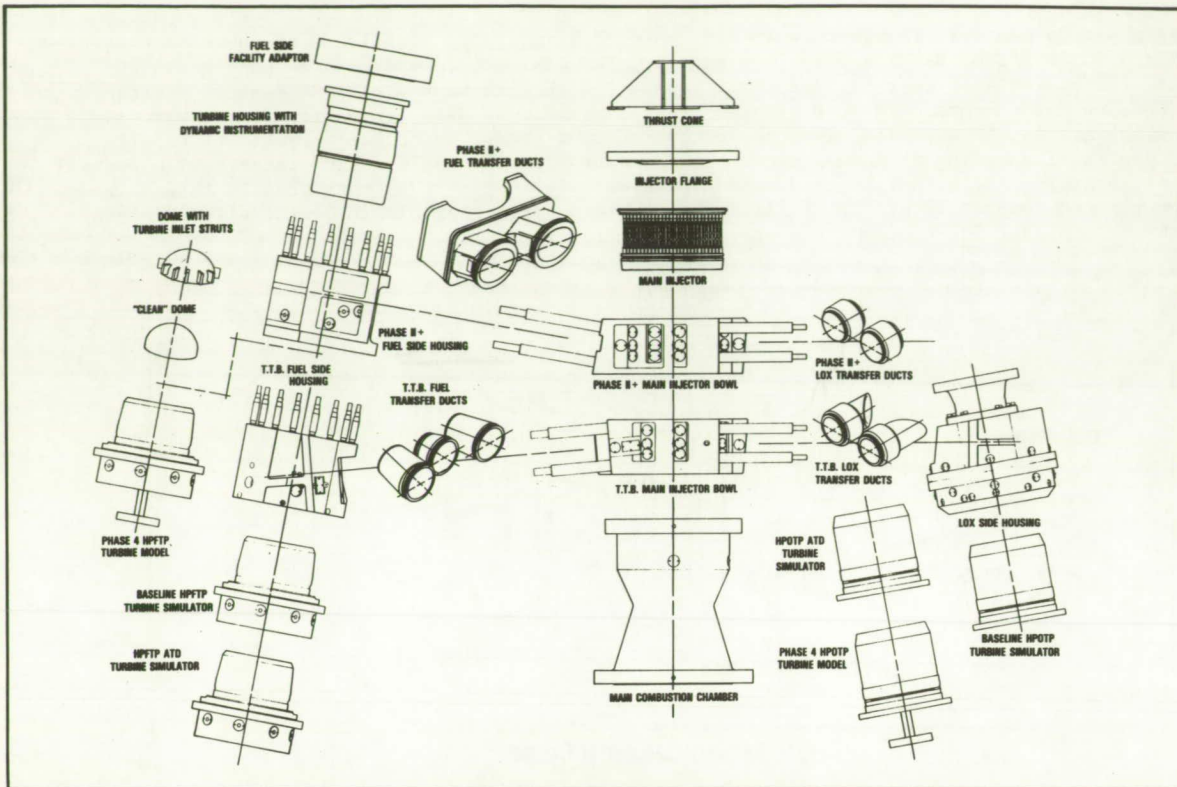 FUEL SIDE
FACILITY ADAPTOR
TURBINE HOUSING WITH
DYNAMIC INSTRUMENTATION
THRUST CONE
PHASE II+
FUEL TRANSFER DUCTS
INJECTOR FLANGE
DOME WITH
TURBINE INLET STRUTS
MAIN INJECTOR
"CLEAN" DOME
PHASE II+
FUEL SIDE HOUSING
PHASE II+
LOX TRANSFER DUCTS
PHASE II+ MAIN INJECTOR BOWL
T.T.B. FUEL SIDE
HOUSING
T.T.B. FUEL
TRANSFER DUCTS
T.T.B. LOX
TRANSFER DUCTS
T.T.B. MAIN INJECTOR BOWL
LOX SIDE HOUSING
PHASE 4 HPFTP
TURBINE MODEL
HPOTP ATD
TURBINE
SIMULATOR
BASELINE HPFTP
TURBINE SIMULATOR
BASELINE HPOTP
TURBINE SIMULATOR
HPFTP ATD
TURBINE SIMULATOR
PHASE 4 HPOTP
TURBINE MODEL
MAIN COMBUSTION CHAMBER